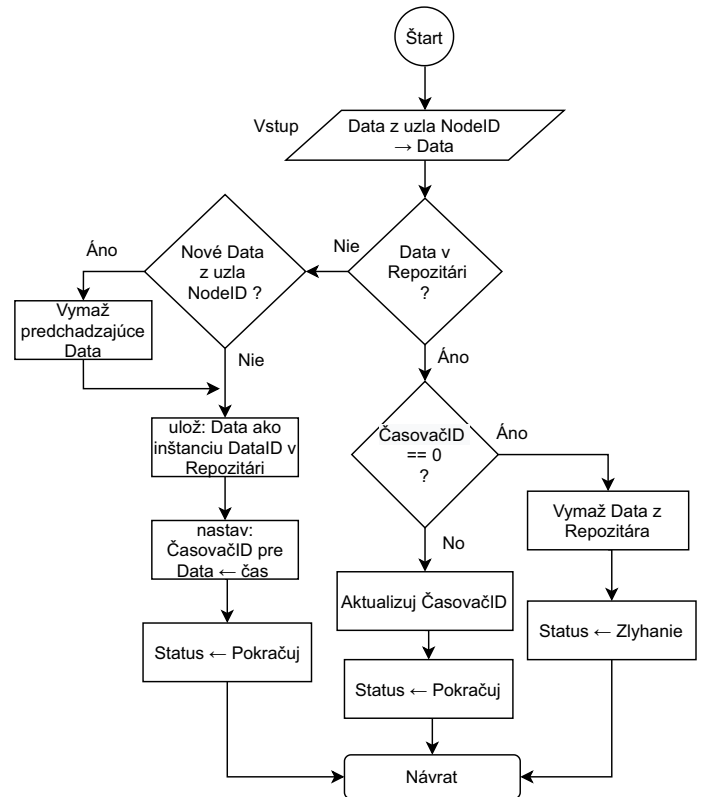 Štart
Vstup
Data z uzla NodeID
→ Data
Data v
Repozitári
?
Nie
Nové Data
z uzla
NodeID ?
Áno
Vymaž
predchadzajúce
Data
Nie
Áno
ulož: Data ako
inštanciu DataID v
Repozitári
ČasovačID
== 0
?
Áno
Vymaž Data z
Repozitára
nastav:
ČasovačID pre
Data ← čas
No
Aktualizuj ČasovačID
Status ← Zlyhanie
Status ← Pokračuj
Status ← Pokračuj
Návrat